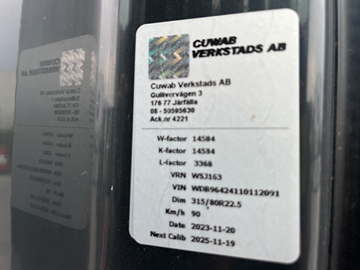 CUWAB
VERKSTADS AB
Cuwab Verkstads AB
Gullivervägen 3
176 77 Järfälla
08 - 50595630
Ack.nr 4221
W-factor 14584
K-factor 14584
L-factor 3368
VRN WSJ163
VIN WDB96424110112091
Dim 315/80R22.5
Km/h 90
Date 2023-11-20
Next Calib 2025-11-19